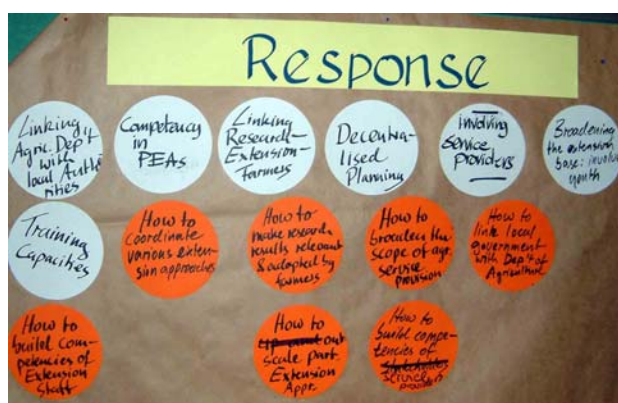 Response
Linking
Agric. Dep't
with
local Autho
rities
Competency
in
PEAs
Linking
Research-
Extension-
Farmers
Decentra-
lised
Planning
Involving
service
providers
Broadening
the extension
base: involve
youth
Training
Capacities
How to
coordinate
various exten-
sion approaches
How to
make research
results relevant
& adopted by
farmers
How to
broaden the
scope of agr.
service
provision
How to
link local
government
with Dep't of
Agriculture
How to
build Com-
petencies of
Extension
Staff
How to
out
scale part.
Extension
Appr.
How to
build compe-
tencies of
service
providers